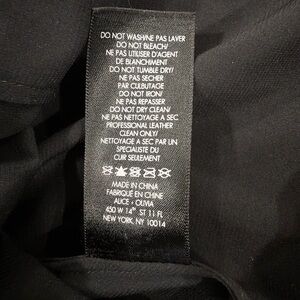 DO NOT WASH/NE PAS LAVER
DO NOT BLEACH/
NE PAS UTILISER D'AGENT
DE BLANCHIMENT
DO NOT TUMBLE DRY/
NE PAS SECHER
PAR CULBUTAGE
DO NOT IRON/
NE PAS REPASSER
DO NOT DRY CLEAN/
NE PAS NETTOYAGE A SEC
PROFESSIONAL LEATHER
CLEAN ONLY/
NETTOYAGE A SEC PAR UN
SPECIALISTE DU
CUIR SEULEMENT
MADE IN CHINA
FABRIQUÉ EN CHINE
ALICE + OLIVIA
450 W 14TH ST 11 FL
NEW YORK, NY 10014